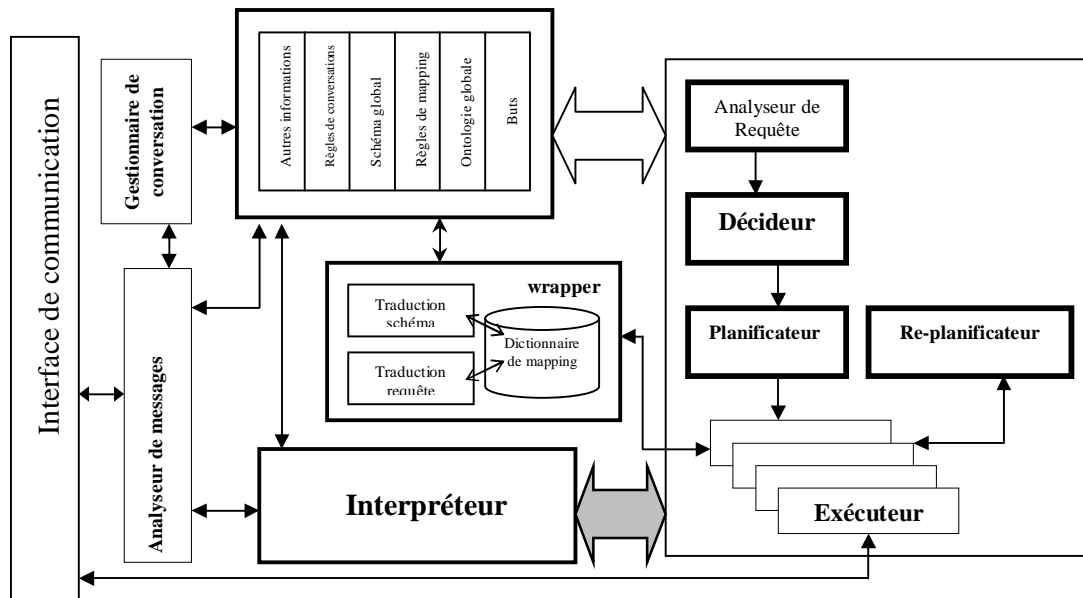 Interface de communication
Gestionnaire de
conversation
Analyseur de messages
Autres informations
Règles de conversations
Schéma global
Règles de mapping
Ontologie globale
Buts
wrapper
Traduction
schéma
Traduction
requête
Dictionnaire
de mapping
Interpréteur
Analyseur de
Requête
Décideur
Planificateur
Re-planificateur
Exécuteur